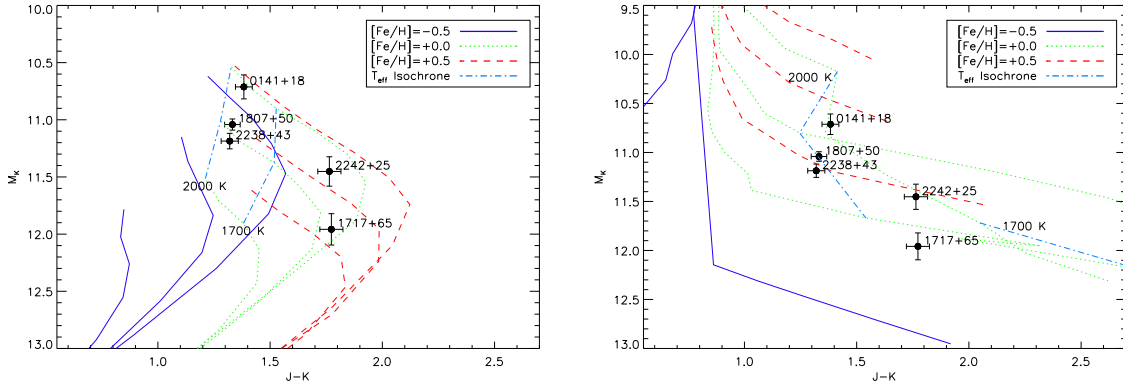 10.0
10.5
11.0
11.5
12.0
12.5
13.0
M_K
1.0 1.5 2.0 2.5
J−K
[Fe/H]=−0.5
[Fe/H]=+0.0
[Fe/H]=+0.5
T_eff Isochrone
0141+18
1807+50
2238+43
2242+25
2000 K
1717+65
1700 K
9.5
10.0
10.5
11.0
11.5
12.0
12.5
13.0
M_K
1.0 1.5 2.0 2.5
J−K
[Fe/H]=−0.5
[Fe/H]=+0.0
[Fe/H]=+0.5
T_eff Isochrone
2000 K
0141+18
1807+50
2238+43
2242+25
1700 K
1717+65